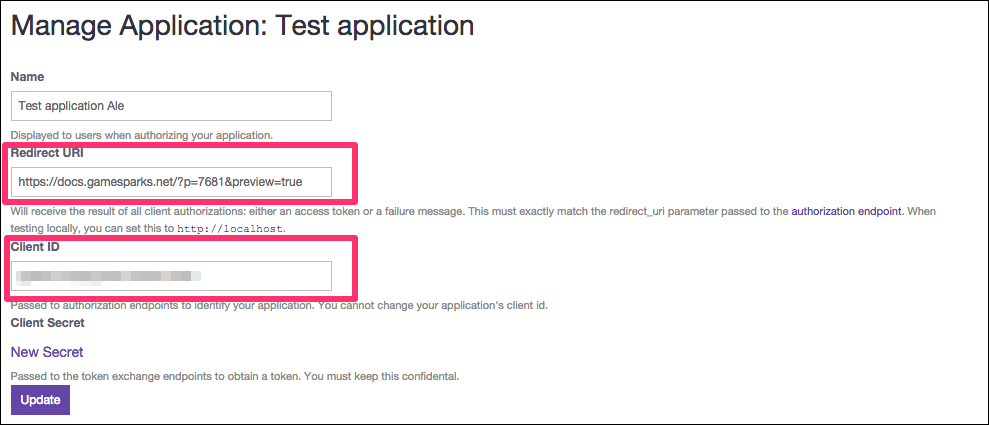 Manage Application: Test application
Name
Test application Ale
Displayed to users when authorizing your application.
Redirect URI
https://docs.gamesparks.net/?p=7681&preview=true
Will receive the result of all client authorizations: either an access token or a failure message. This must exactly match the redirect_uri parameter passed to the authorization endpoint. When
testing locally, you can set this to http://localhost.
Client ID
Passed to authorization endpoints to identify your application. You cannot change your application's client id.
Client Secret
New Secret
Passed to the token exchange endpoints to obtain a token. You must keep this confidental.
Update